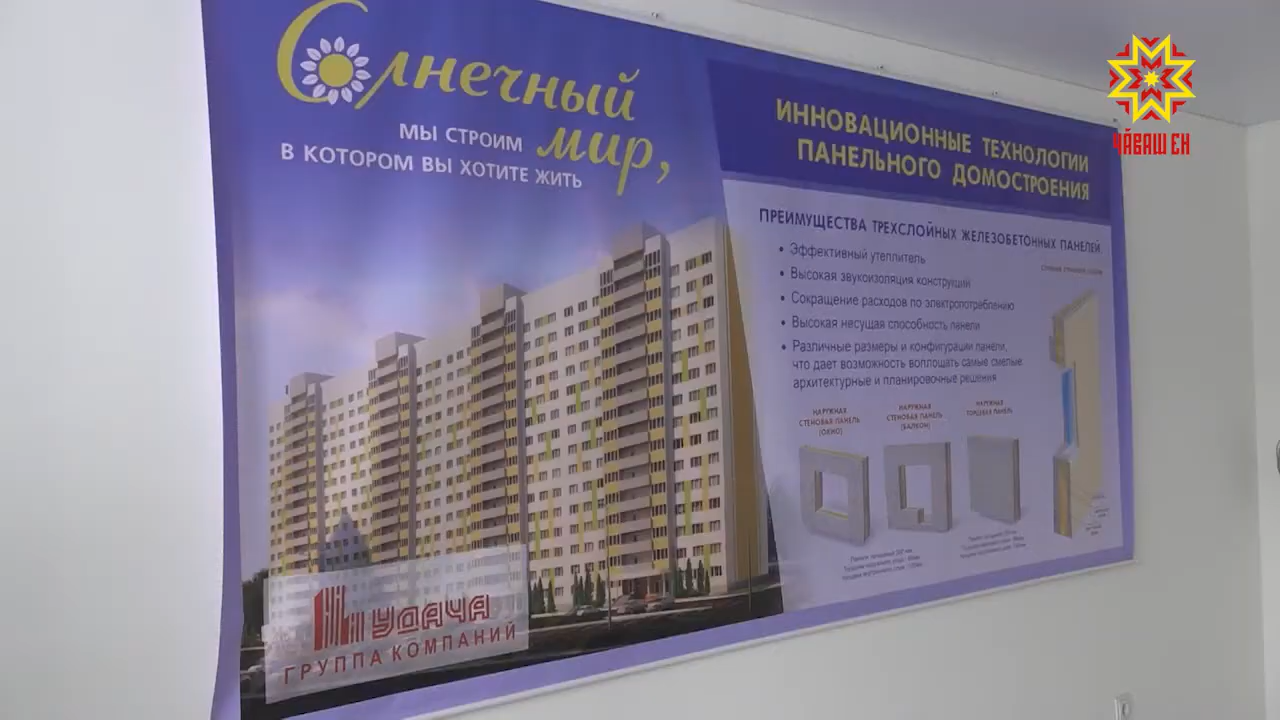 Солнечный
мир,
МЫ СТРОИМ
В КОТОРОМ ВЫ ХОТИТЕ ЖИТЬ
УДАЧА
ГРУППА КОМПАНИЙ
ИННОВАЦИОННЫЕ ТЕХНОЛОГИИ
ПАНЕЛЬНОГО ДОМОСТРОЕНИЯ
ПРЕИМУЩЕСТВА ТРЕХСЛОЙНЫХ ЖЕЛЕЗОБЕТОННЫХ ПАНЕЛЕЙ
• Эффективный утеплитель
• Высокая звукоизоляция конструкций
• Сокращение расходов по электропотреблению
• Высокая несущая способность панели
• Различные размеры и конфигурации панели,
что дает возможность воплощать самые смелые
архитектурные и планировочные решения
НАРУЖНАЯ
СТЕНОВАЯ ПАНЕЛЬ
(ОКНО)
НАРУЖНАЯ
СТЕНОВАЯ ПАНЕЛЬ
(БАЛКОН)
НАРУЖНАЯ
ТОРЦЕВАЯ ПАНЕЛЬ
ЧӐВАШ ЕН